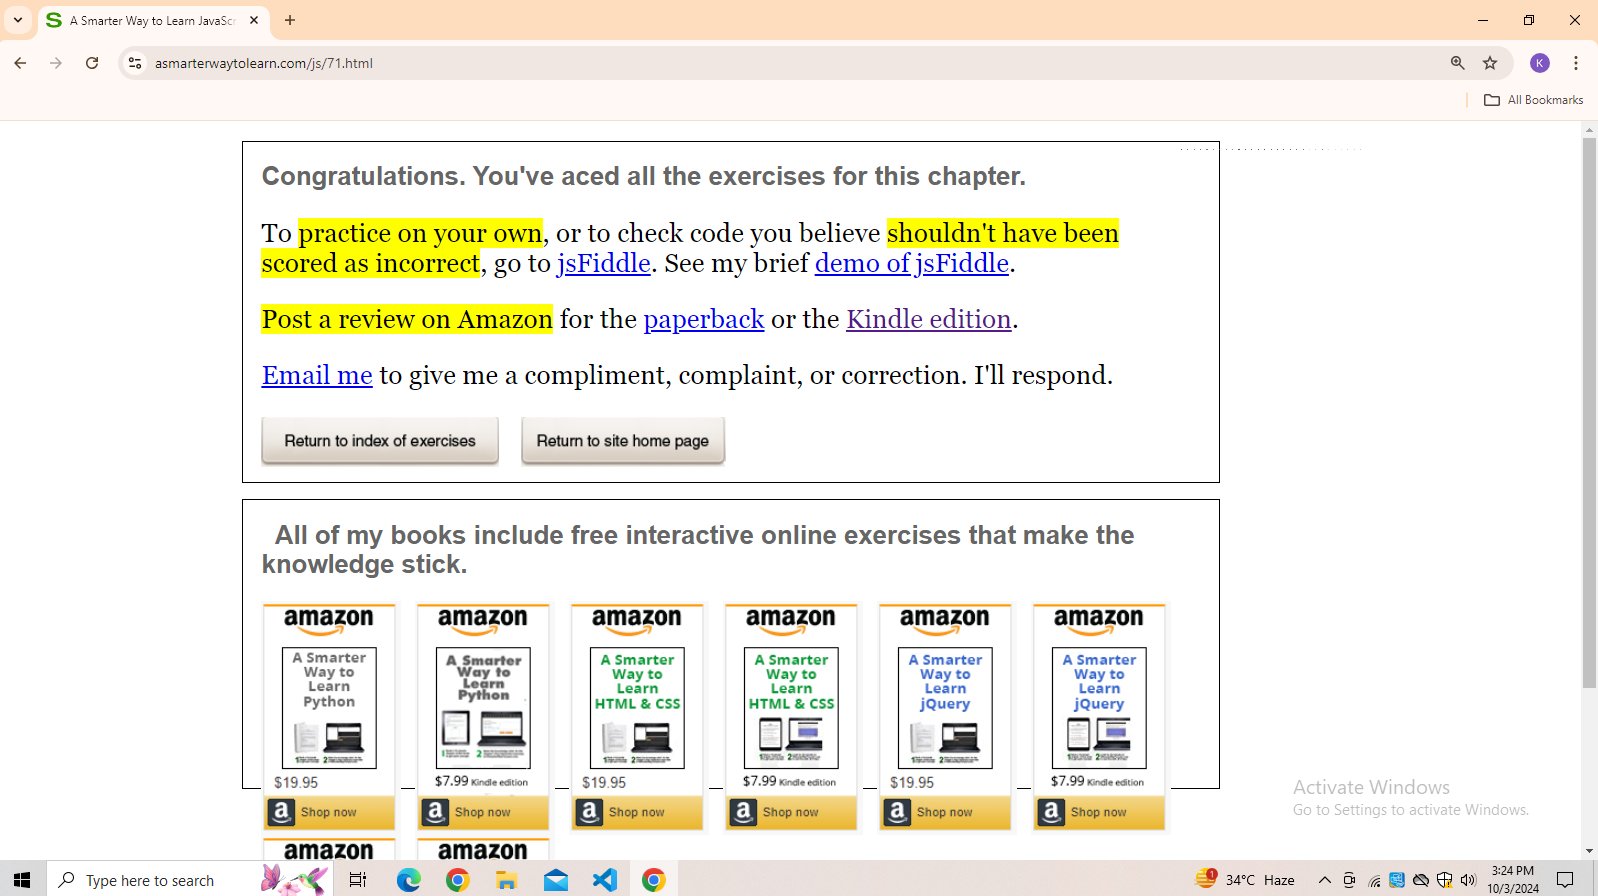 A Smarter Way to Learn JavaSc
asmarterwaytolearn.com/js/71.html
K
All Bookmarks
Congratulations. You've aced all the exercises for this chapter.
To practice on your own, or to check code you believe shouldn't have been
scored as incorrect, go to jsFiddle. See my brief demo of jsFiddle.
Post a review on Amazon for the paperback or the Kindle edition.
Email me to give me a compliment, complaint, or correction. I'll respond.
Return to index of exercises Return to site home page
All of my books include free interactive online exercises that make the
knowledge stick.
amazon amazon amazon amazon amazon amazon
A Smarter A Smarter A Smarter A Smarter A Smarter A Smarter
Way to Way to Way to Way to Way to Way to
Learn Learn Learn Learn Learn Learn
Python Python HTML & CSS HTML & CSS jQuery jQuery
$19.95 $7.99 Kindle edition $19.95 $7.99 Kindle edition $19.95 $7.99 Kindle edition
a Shop now a Shop now a Shop now a Shop now a Shop now a Shop now
amazon amazon
Activate Windows
Go to Settings to activate Windows.
Type here to search
1
34°C Haze
3:24 PM
10/3/2024